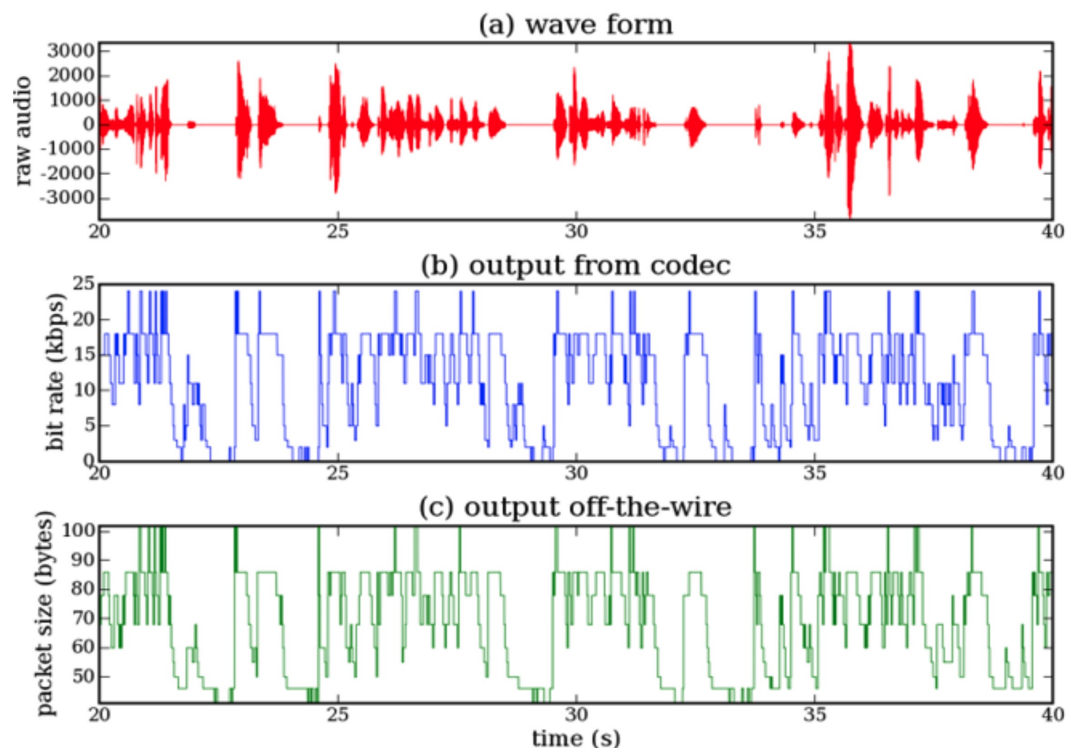 (a) wave form
raw audio
3000
2000
1000
0
-1000
-2000
-3000
20 25 30 35 40
(b) output from codec
bit rate (kbps)
25
20
15
10
5
0
20 25 30 35 40
(c) output off-the-wire
packet size (bytes)
100
90
80
70
60
50
20 25 30 35 40
time (s)